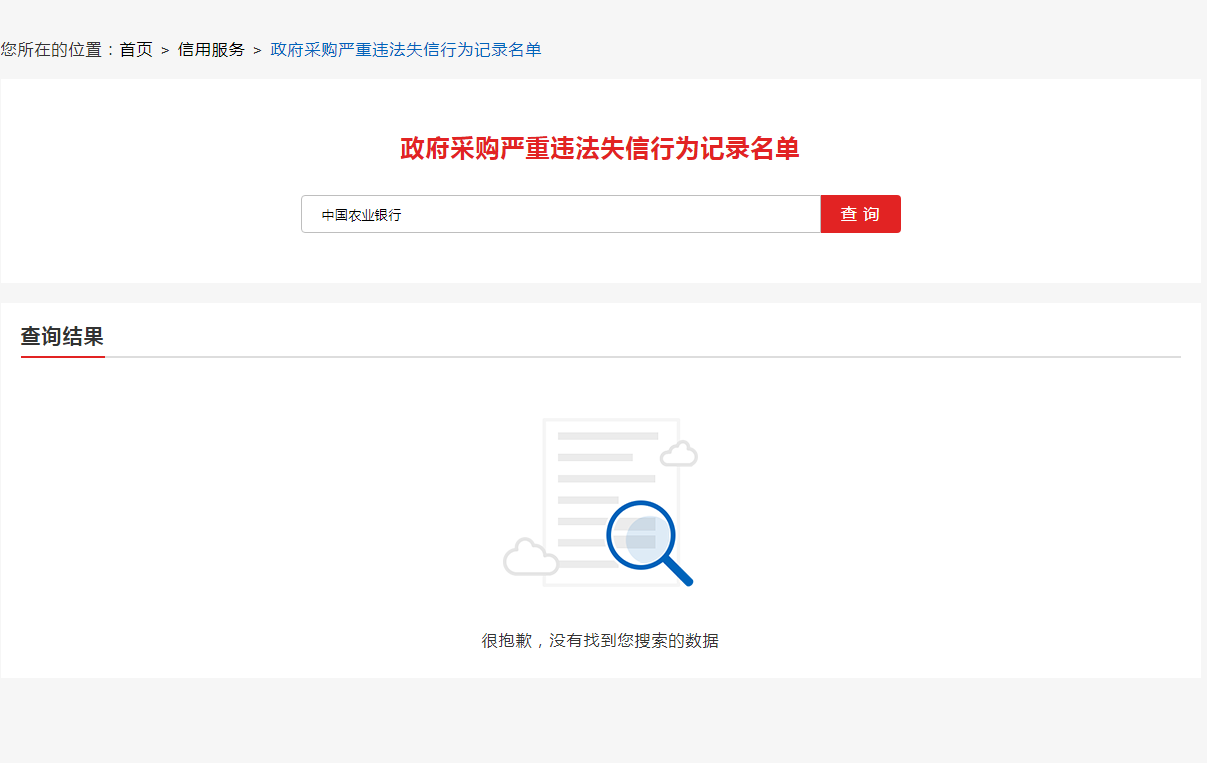 您所在的位置：首页 > 信用服务 > 政府采购严重违法失信行为记录名单
政府采购严重违法失信行为记录名单
中国农业银行 查 询
查询结果
很抱歉，没有找到您搜索的数据